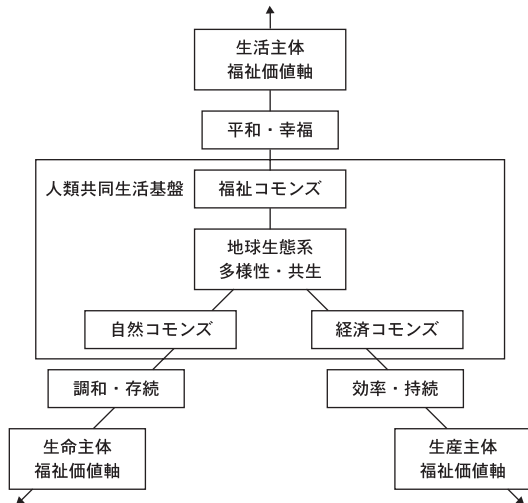 生活主体
福祉価値軸
平和・幸福
人類共同生活基盤
福祉コモンズ
地球生態系
多様性・共生
自然コモンズ
経済コモンズ
調和・存続
効率・持続
生命主体
福祉価値軸
生産主体
福祉価値軸